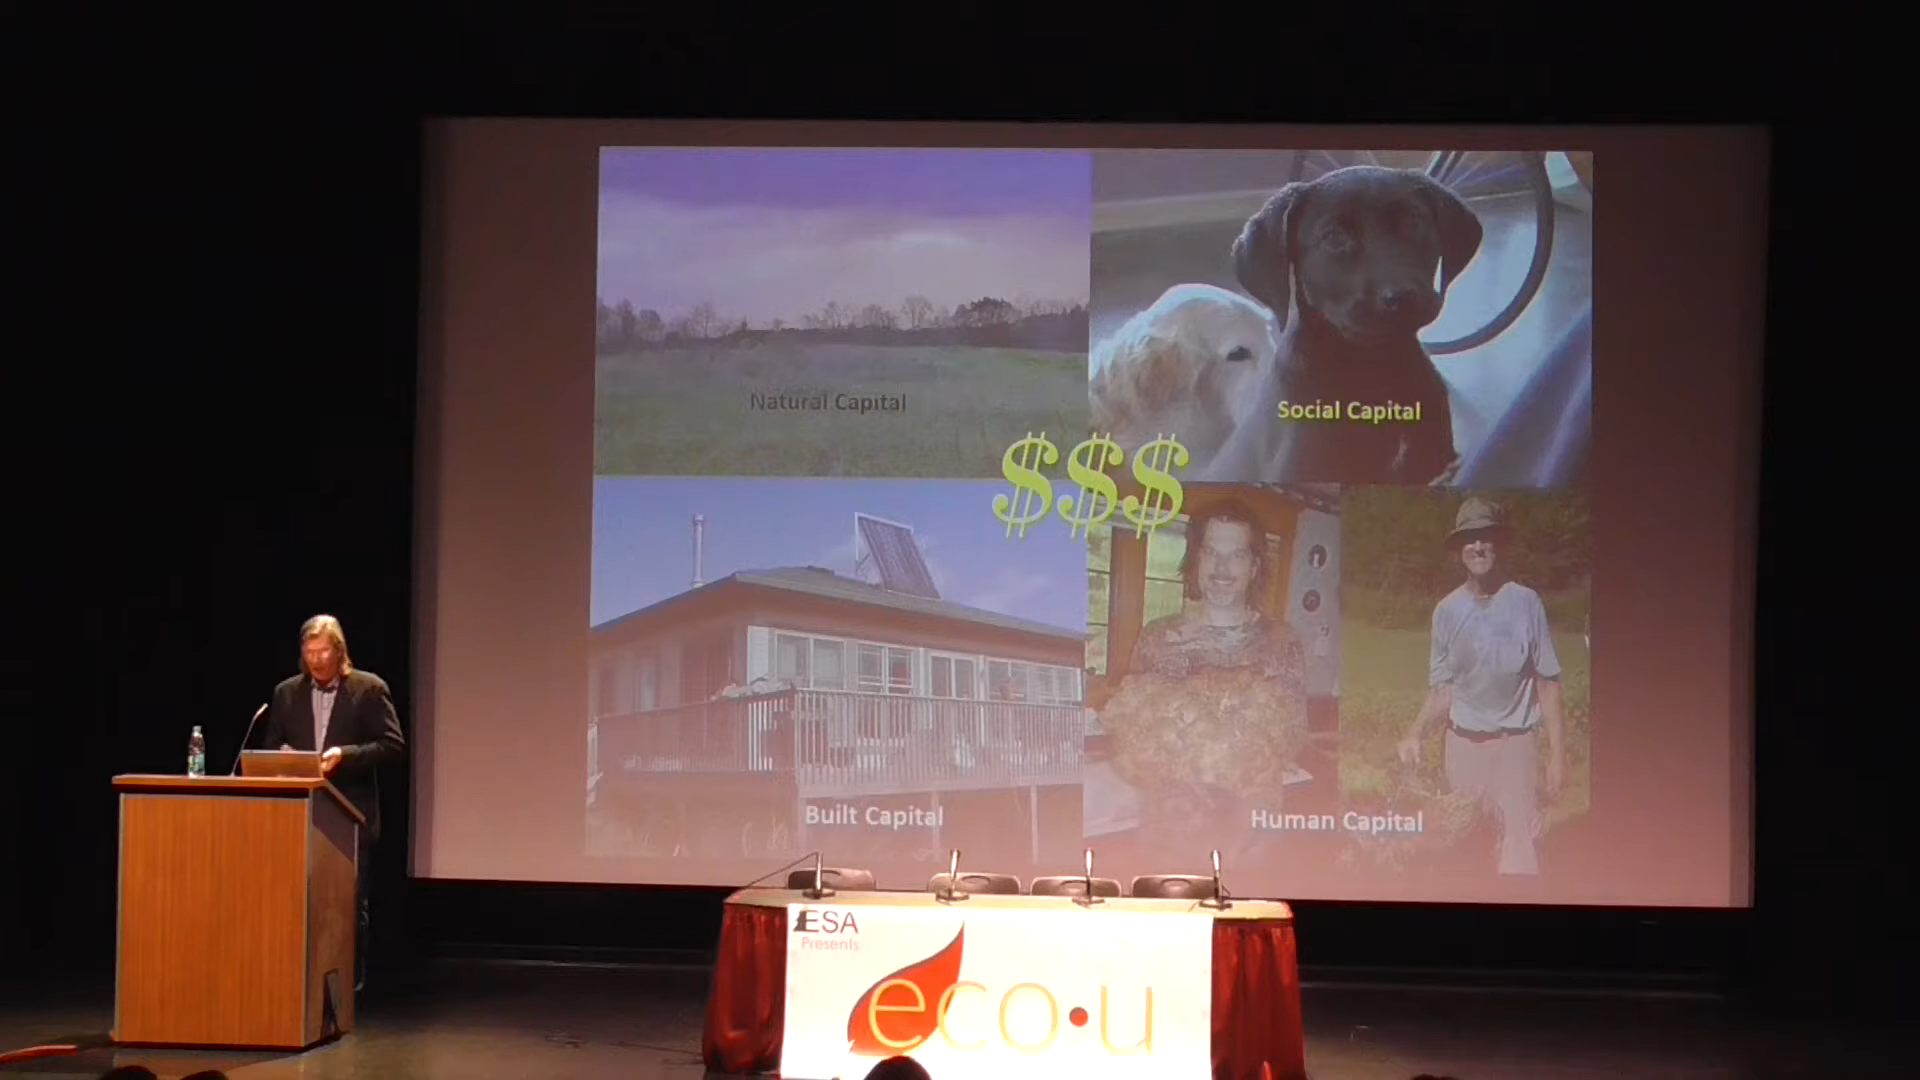 Natural Capital
Social Capital
$$$
Built Capital
Human Capital
ESA
Presents
eco•u